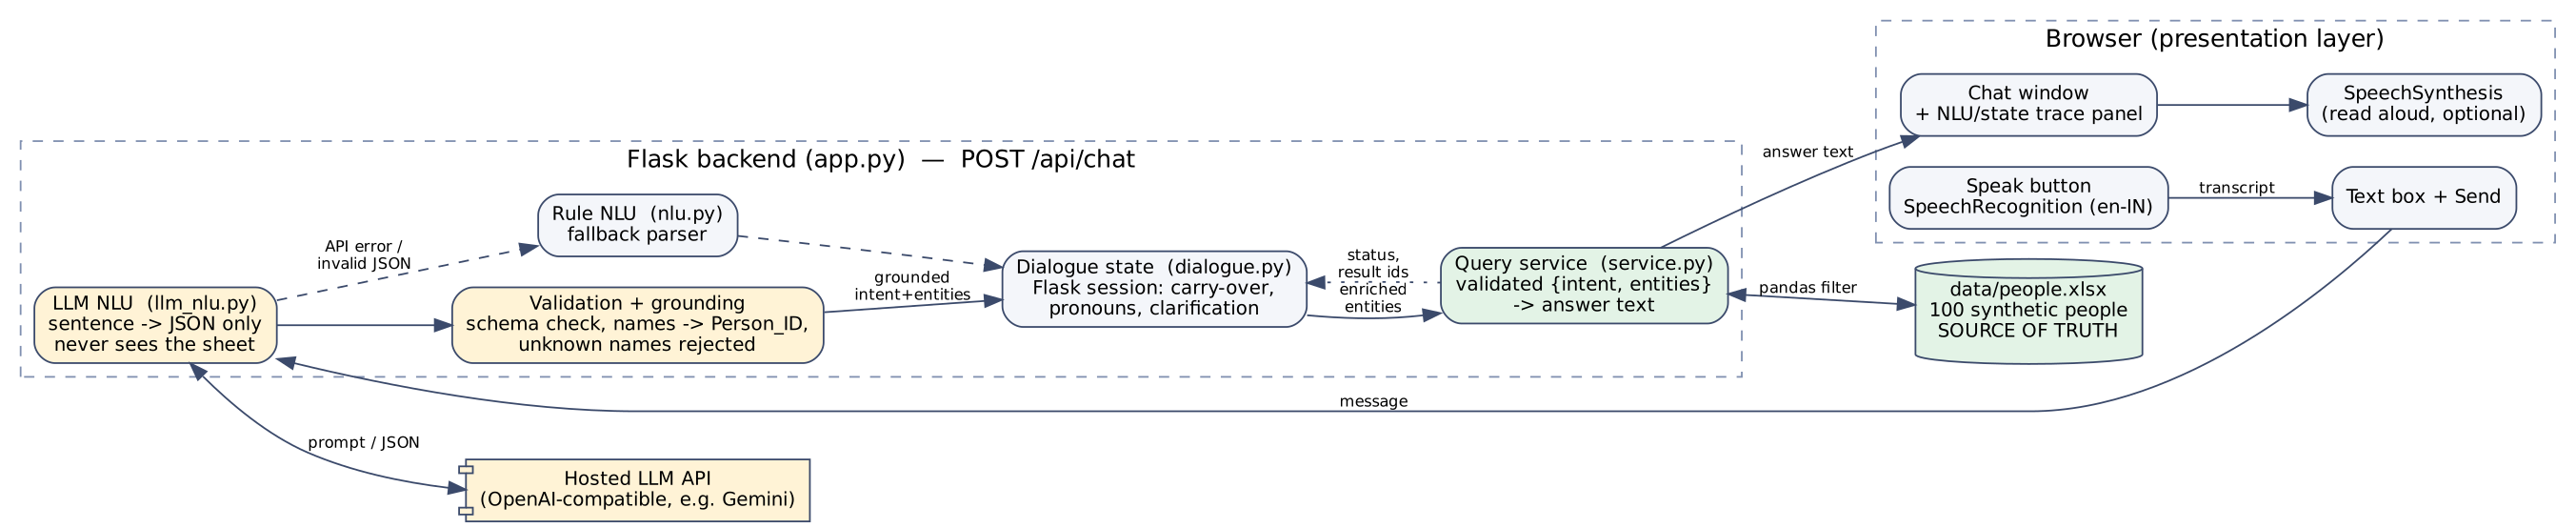 Browser (presentation layer)
Chat window
+ NLU/state trace panel
SpeechSynthesis
(read aloud, optional)
Speak button
SpeechRecognition (en-IN)
transcript
Text box + Send
answer text
Flask backend (app.py)  —  POST /api/chat
Rule NLU  (nlu.py)
fallback parser
API error /
invalid JSON
LLM NLU  (llm_nlu.py)
sentence -> JSON only
never sees the sheet
Validation + grounding
schema check, names -> Person_ID,
unknown names rejected
grounded
intent+entities
Dialogue state  (dialogue.py)
Flask session: carry-over,
pronouns, clarification
status,
result ids
enriched
entities
Query service  (service.py)
validated {intent, entities}
-> answer text
pandas filter
data/people.xlsx
100 synthetic people
SOURCE OF TRUTH
message
prompt / JSON
Hosted LLM API
(OpenAI-compatible, e.g. Gemini)